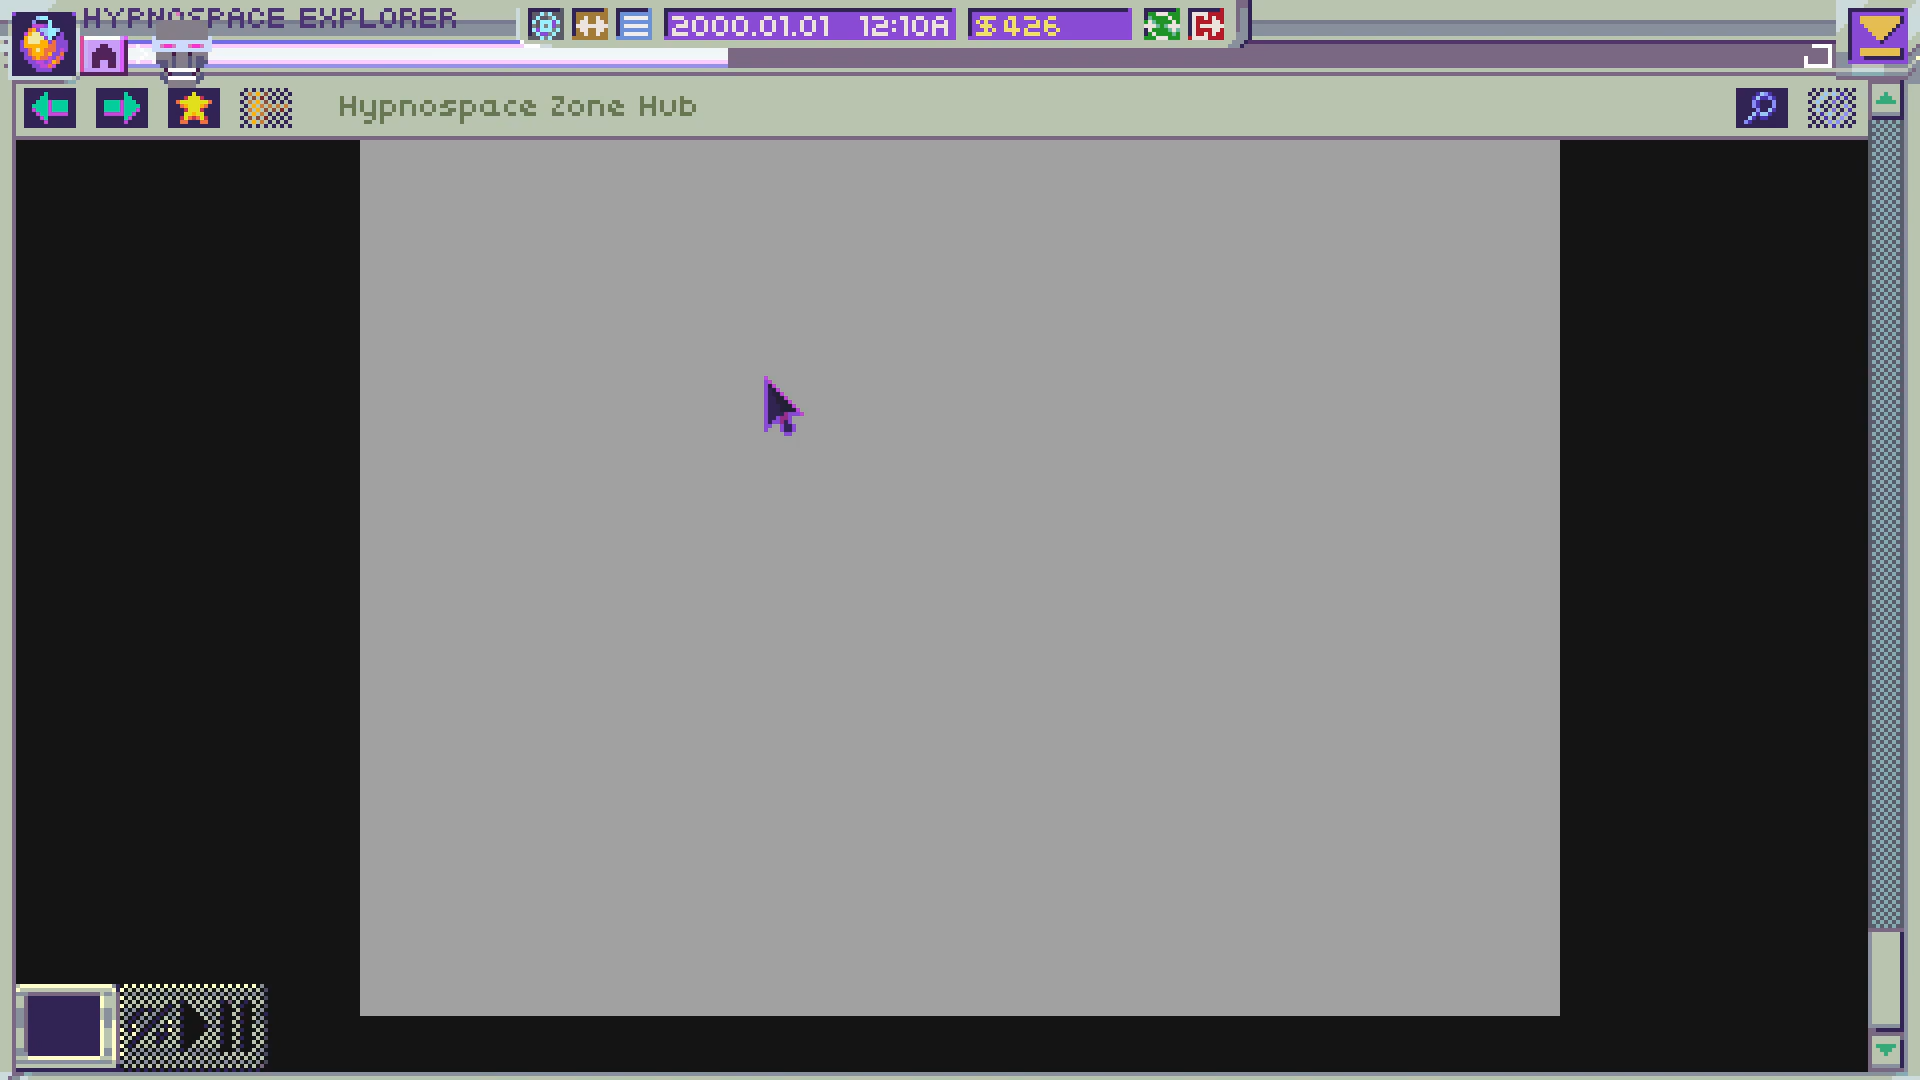 HYPNOSPACE EXPLORER
2000.01.01 12:10A
$426
Hypnospace Zone Hub